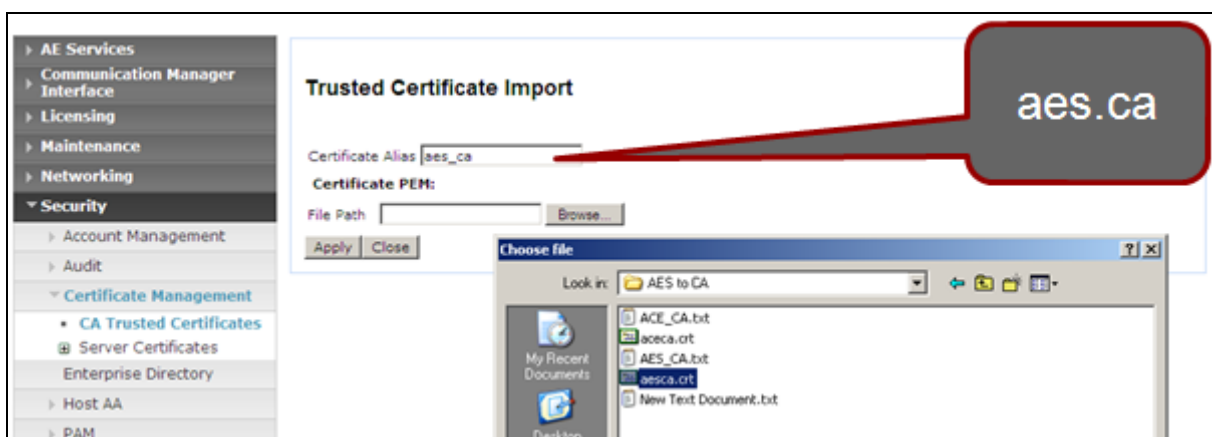 AE Services
Communication Manager
Interface
Licensing
Maintenance
Networking
Security
Account Management
Audit
Certificate Management
CA Trusted Certificates
Server Certificates
Enterprise Directory
Host AA
PAM
Trusted Certificate Import
Certificate Alias aes_ca
Certificate PEM:
File Path Browse...
Apply Close
aes.ca
Choose file
Look in: AES to CA
My Recent
Documents
Desktop
ACE_CA.txt
aceca.crt
AES_CA.txt
aesca.crt
New Text Document.txt